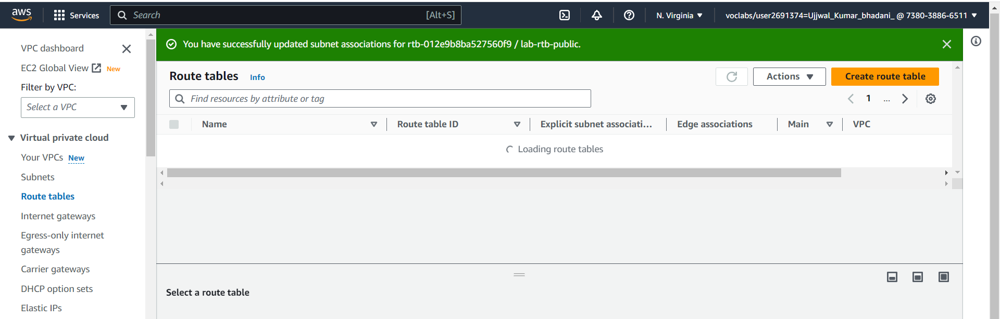 aws
Services
Search
[Alt+S]
N. Virginia
voclabs/user2691374=Ujjwal_Kumar_bhadani_ @ 7380-3886-6511
VPC dashboard
EC2 Global View New
Filter by VPC:
Select a VPC
Virtual private cloud
Your VPCs New
Subnets
Route tables
Internet gateways
Egress-only internet
gateways
Carrier gateways
DHCP option sets
Elastic IPs
You have successfully updated subnet associations for rtb-012e9b8ba527560f9 / lab-rtb-public.
Route tables Info
Actions
Create route table
Find resources by attribute or tag
1 ...
Name Route table ID Explicit subnet associati... Edge associations Main VPC
Loading route tables
Select a route table